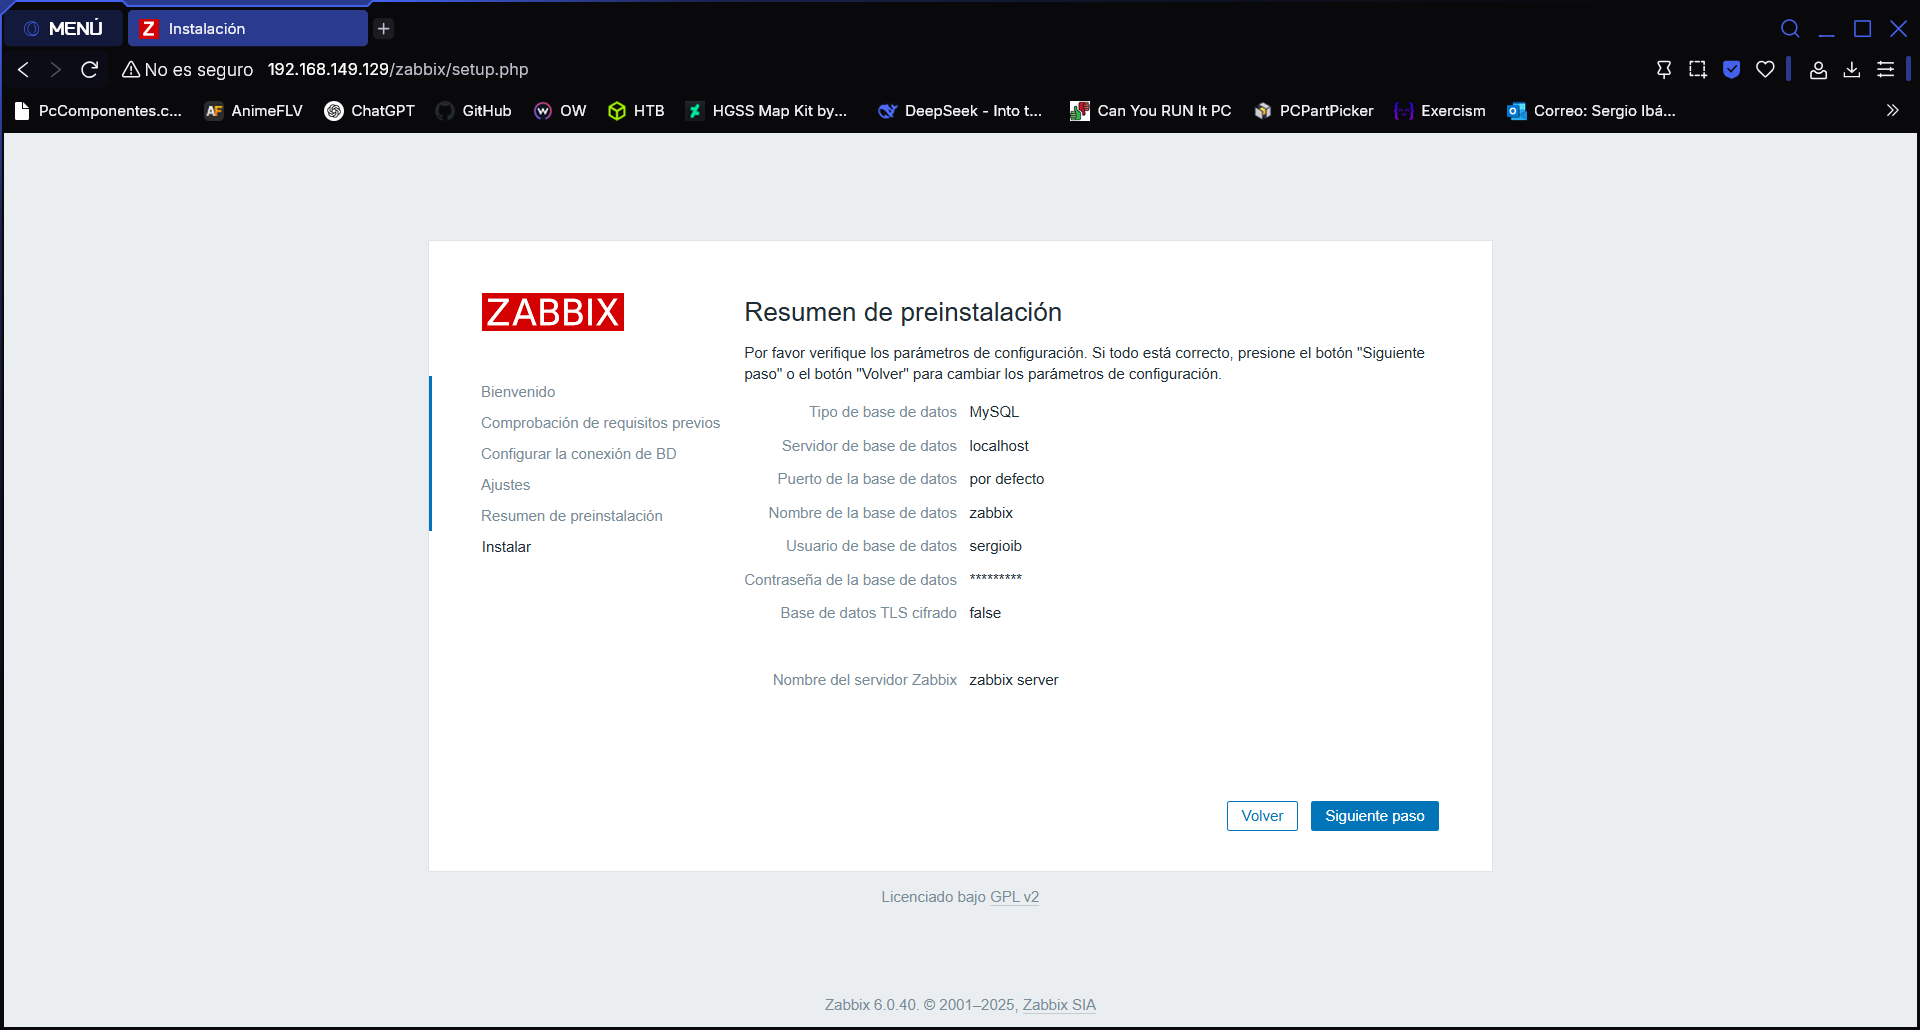 MENÚ
Instalación
No es seguro 192.168.149.129/zabbix/setup.php
PcComponentes.c... AnimeFLV ChatGPT GitHub OW HTB HGSS Map Kit by... DeepSeek - Into t... Can You RUN It PC PCPartPicker Exercism Correo: Sergio Ibá...
ZABBIX
Bienvenido
Comprobación de requisitos previos
Configurar la conexión de BD
Ajustes
Resumen de preinstalación
Instalar
Resumen de preinstalación
Por favor verifique los parámetros de configuración. Si todo está correcto, presione el botón "Siguiente
paso" o el botón "Volver" para cambiar los parámetros de configuración.
Tipo de base de datos MySQL
Servidor de base de datos localhost
Puerto de la base de datos por defecto
Nombre de la base de datos zabbix
Usuario de base de datos sergioib
Contraseña de la base de datos *********
Base de datos TLS cifrado false
Nombre del servidor Zabbix zabbix server
Volver Siguiente paso
Licenciado bajo GPL v2
Zabbix 6.0.40. © 2001–2025, Zabbix SIA